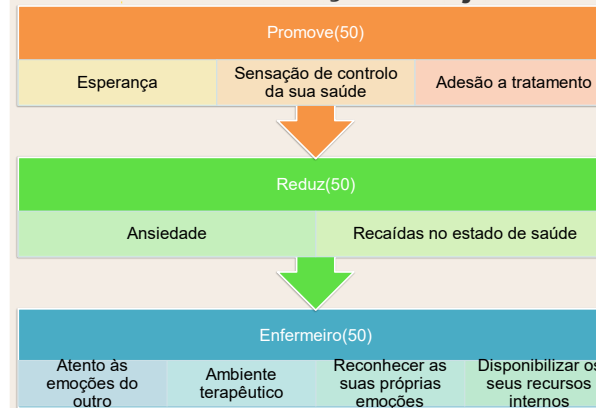 Promove(50)
Esperança
Sensação de controlo
da sua saúde
Adesão a tratamento
Reduz(50)
Ansiedade
Recaídas no estado de saúde
Enfermeiro(50)
Atento às
emoções do
outro
Ambiente
terapêutico
Reconhecer as
suas próprias
emoções
Disponibilizar os
seus recursos
internos